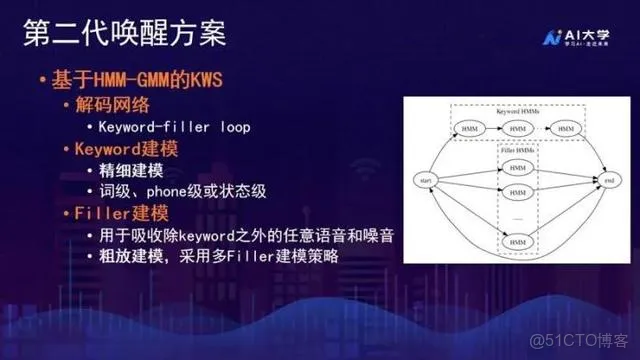 第二代唤醒方案
AI大学
学习AI·走近未来
基于HMM-GMM的KWS
解码网络
Keyword-filler loop
Keyword建模
精细建模
词级、phone级或状态级
Filler建模
用于吸收除keyword之外的任意语音和噪音
粗放建模,采用多Filler建模策略
Keyword HMMs
HMM
HMM
HMM
Filler HMMs
HMM
start
end
HMM
......
HMM
@51CTO博客